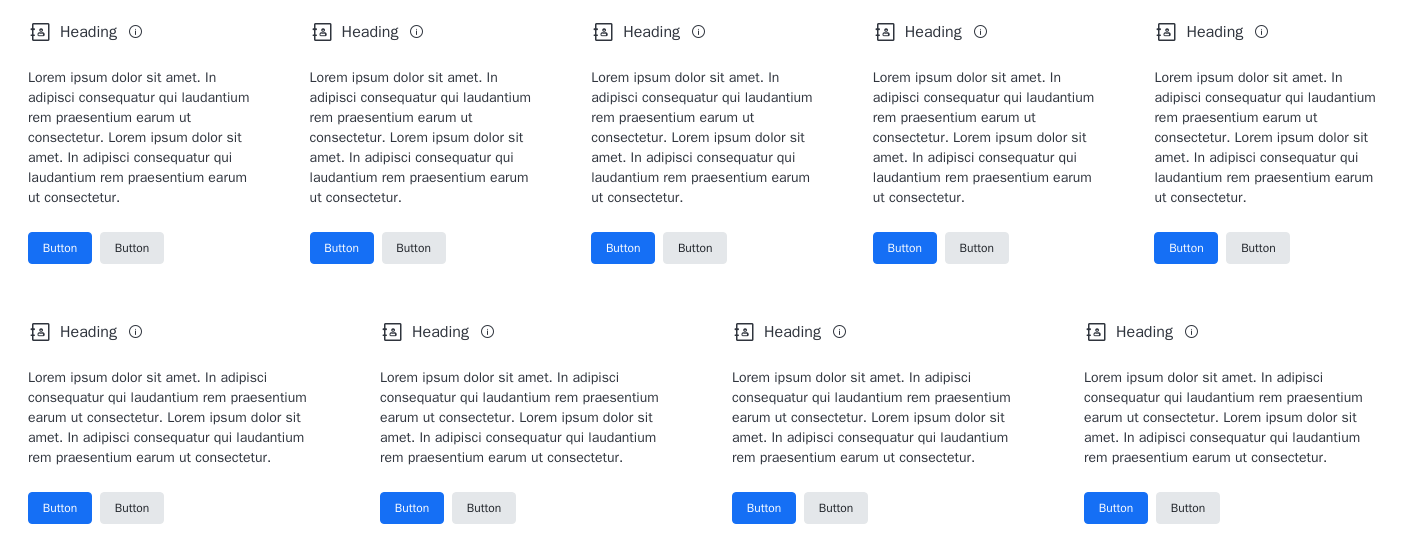 Heading
Lorem ipsum dolor sit amet. In
adipisci consequatur qui laudantium
rem praesentium earum ut
consectetur. Lorem ipsum dolor sit
amet. In adipisci consequatur qui
laudantium rem praesentium earum
ut consectetur.
Button Button
Heading
Lorem ipsum dolor sit amet. In
adipisci consequatur qui laudantium
rem praesentium earum ut
consectetur. Lorem ipsum dolor sit
amet. In adipisci consequatur qui
laudantium rem praesentium earum
ut consectetur.
Button Button
Heading
Lorem ipsum dolor sit amet. In
adipisci consequatur qui laudantium
rem praesentium earum ut
consectetur. Lorem ipsum dolor sit
amet. In adipisci consequatur qui
laudantium rem praesentium earum
ut consectetur.
Button Button
Heading
Lorem ipsum dolor sit amet. In
adipisci consequatur qui laudantium
rem praesentium earum ut
consectetur. Lorem ipsum dolor sit
amet. In adipisci consequatur qui
laudantium rem praesentium earum
ut consectetur.
Button Button
Heading
Lorem ipsum dolor sit amet. In
adipisci consequatur qui laudantium
rem praesentium earum ut
consectetur. Lorem ipsum dolor sit
amet. In adipisci consequatur qui
laudantium rem praesentium earum
ut consectetur.
Button Button
Heading
Lorem ipsum dolor sit amet. In adipisci
consequatur qui laudantium rem praesentium
earum ut consectetur. Lorem ipsum dolor sit
amet. In adipisci consequatur qui laudantium
rem praesentium earum ut consectetur.
Button Button
Heading
Lorem ipsum dolor sit amet. In adipisci
consequatur qui laudantium rem praesentium
earum ut consectetur. Lorem ipsum dolor sit
amet. In adipisci consequatur qui laudantium
rem praesentium earum ut consectetur.
Button Button
Heading
Lorem ipsum dolor sit amet. In adipisci
consequatur qui laudantium rem praesentium
earum ut consectetur. Lorem ipsum dolor sit
amet. In adipisci consequatur qui laudantium
rem praesentium earum ut consectetur.
Button Button
Heading
Lorem ipsum dolor sit amet. In adipisci
consequatur qui laudantium rem praesentium
earum ut consectetur. Lorem ipsum dolor sit
amet. In adipisci consequatur qui laudantium
rem praesentium earum ut consectetur.
Button Button